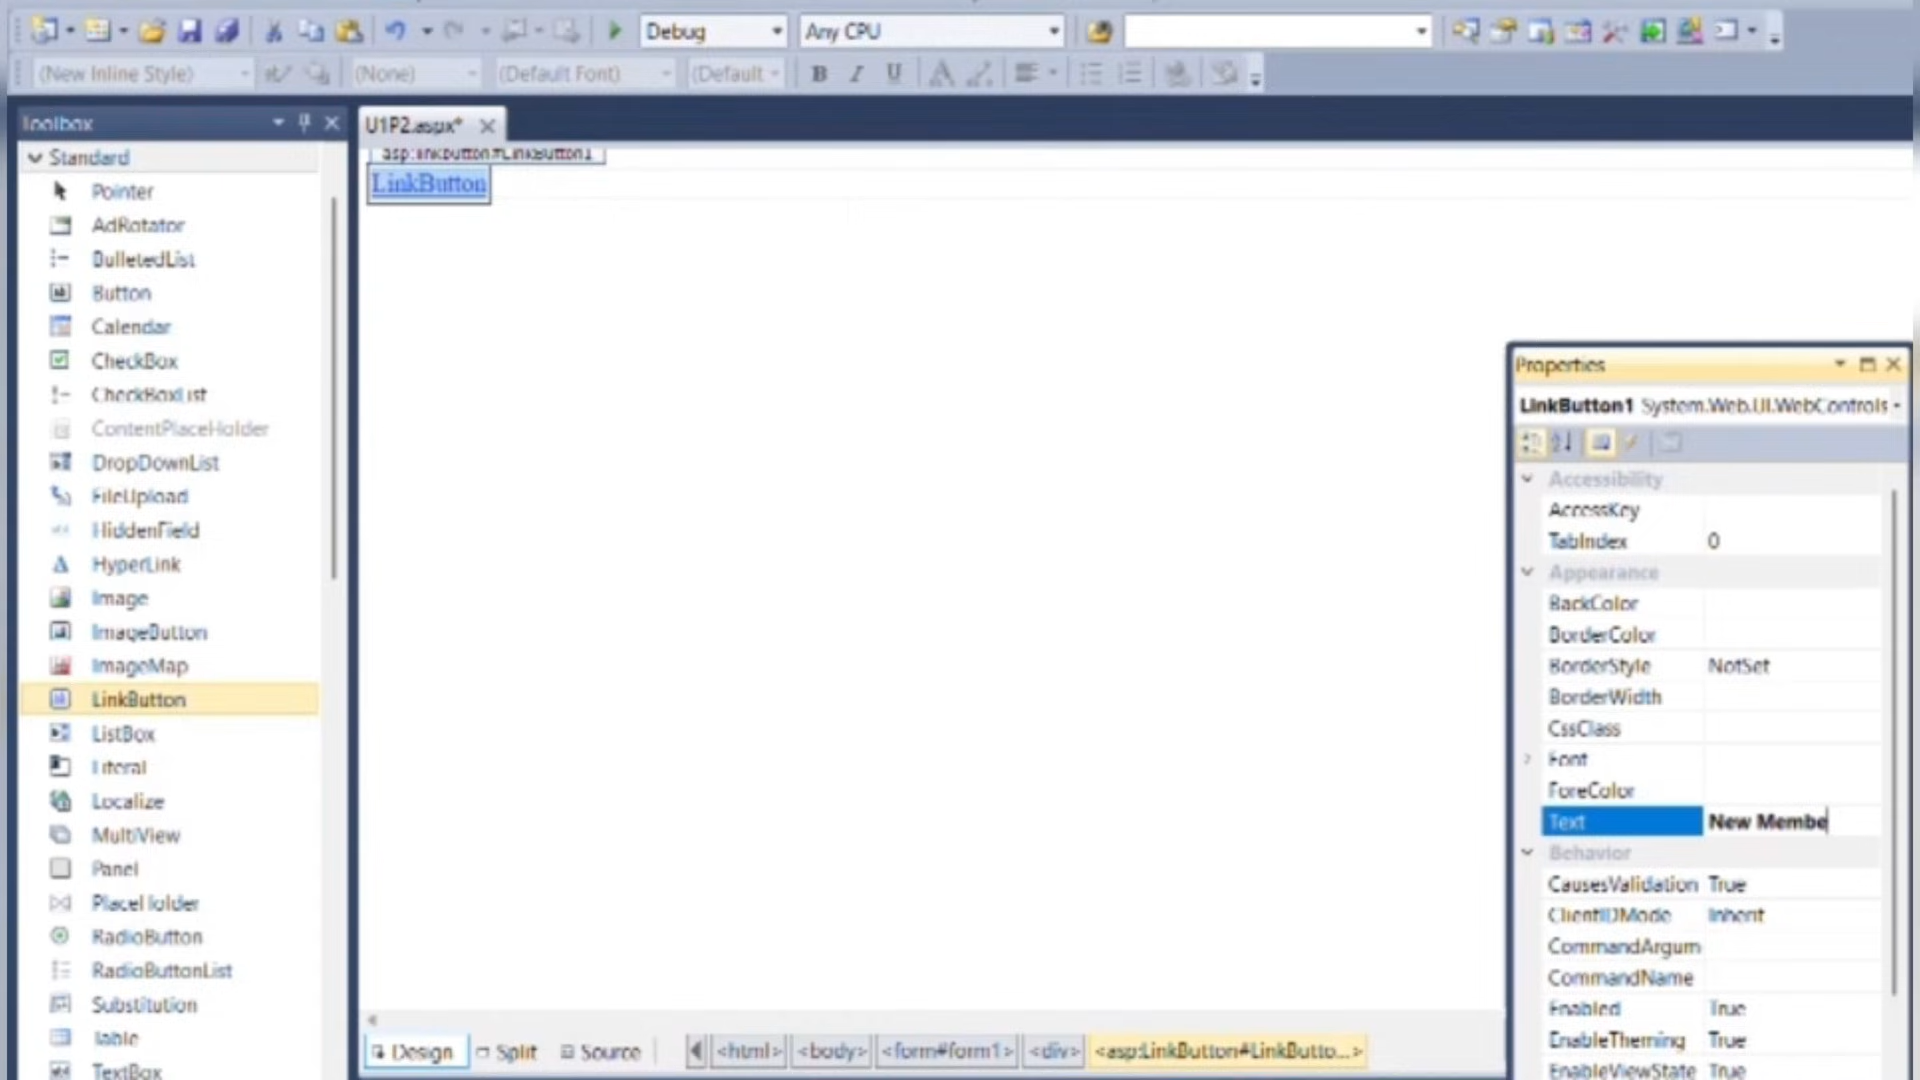 Debug
Any CPU
(New Inline Style)
(None)
(Default Font)
(Default
B I U
Toolbox
U1P2.aspx*
Standard
asp:linkbutton#LinkButton1
LinkButton
Pointer
AdRotator
BulletedList
Button
Calendar
CheckBox
CheckBoxList
ContentPlaceHolder
DropDownList
FileUpload
HiddenField
HyperLink
Image
ImageButton
ImageMap
LinkButton
ListBox
Literal
Localize
MultiView
Panel
PlaceHolder
RadioButton
RadioButtonList
Substitution
Table
TextBox
Properties
LinkButton1 System.Web.UI.WebControls
Accessibility
AccessKey
TabIndex 0
Appearance
BackColor
BorderColor
BorderStyle NotSet
BorderWidth
CssClass
Font
ForeColor
Text New Membe
Behavior
CausesValidation True
ClientIDMode Inherit
CommandArgum
CommandName
Enabled True
EnableTheming True
EnableViewState True
Design Split Source <html> <body> <form#form1> <div> <asp:LinkButton#LinkButto...>